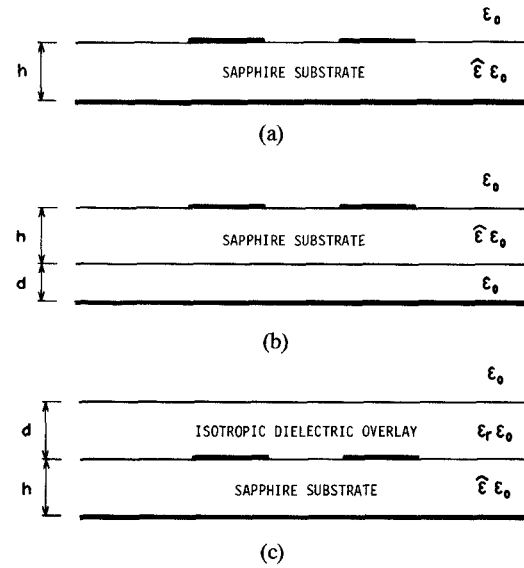 ε₀
h
SAPPHIRE SUBSTRATE
ε̂ ε₀
(a)
ε₀
h
SAPPHIRE SUBSTRATE
ε̂ ε₀
d
ε₀
(b)
ε₀
d
ISOTROPIC DIELECTRIC OVERLAY
εᵣ ε₀
h
SAPPHIRE SUBSTRATE
ε̂ ε₀
(c)